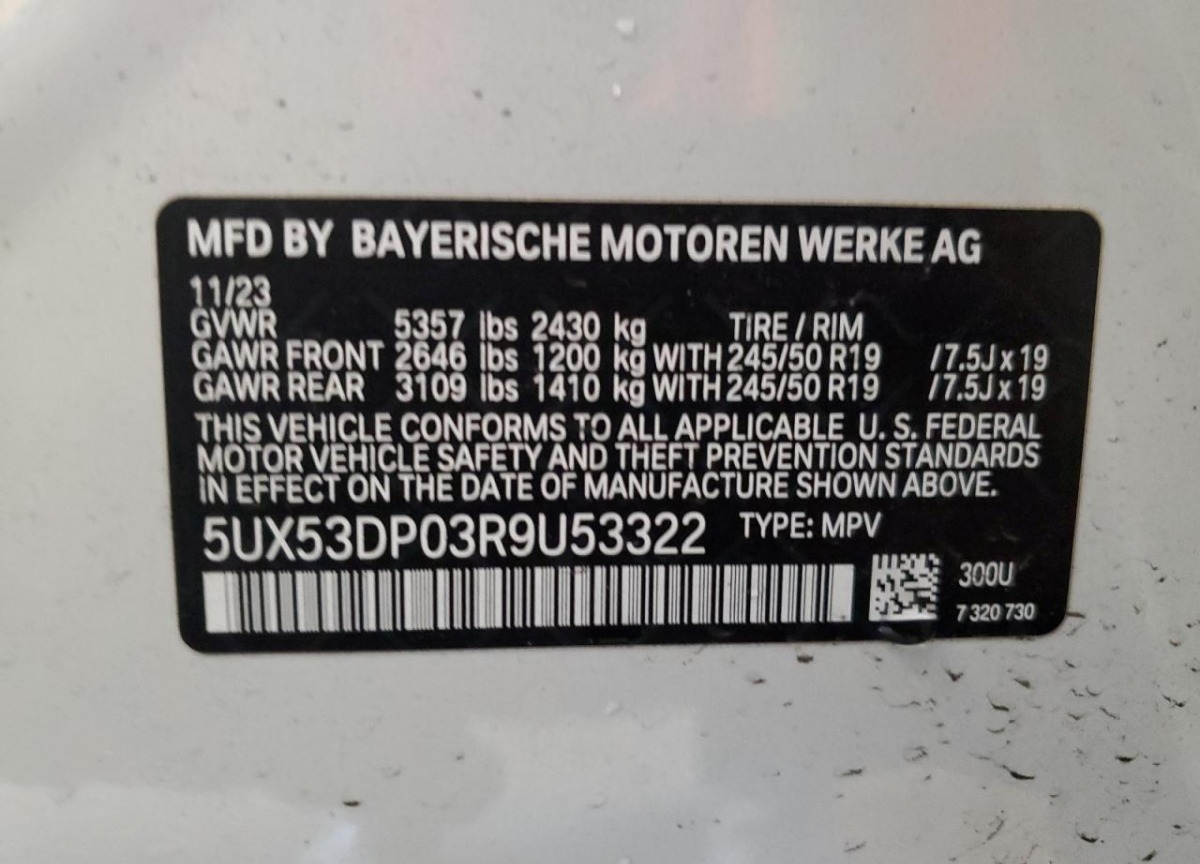 MFD BY BAYERISCHE MOTOREN WERKE AG
11/23
GVWR 5357 lbs 2430 kg TIRE / RIM
GAWR FRONT 2646 lbs 1200 kg WITH 245/50 R19 /7.5J x 19
GAWR REAR 3109 lbs 1410 kg WITH 245/50 R19 /7.5J x 19
THIS VEHICLE CONFORMS TO ALL APPLICABLE U. S. FEDERAL
MOTOR VEHICLE SAFETY AND THEFT PREVENTION STANDARDS
IN EFFECT ON THE DATE OF MANUFACTURE SHOWN ABOVE.
5UX53DP03R9U53322 TYPE: MPV
300U
7 320 730